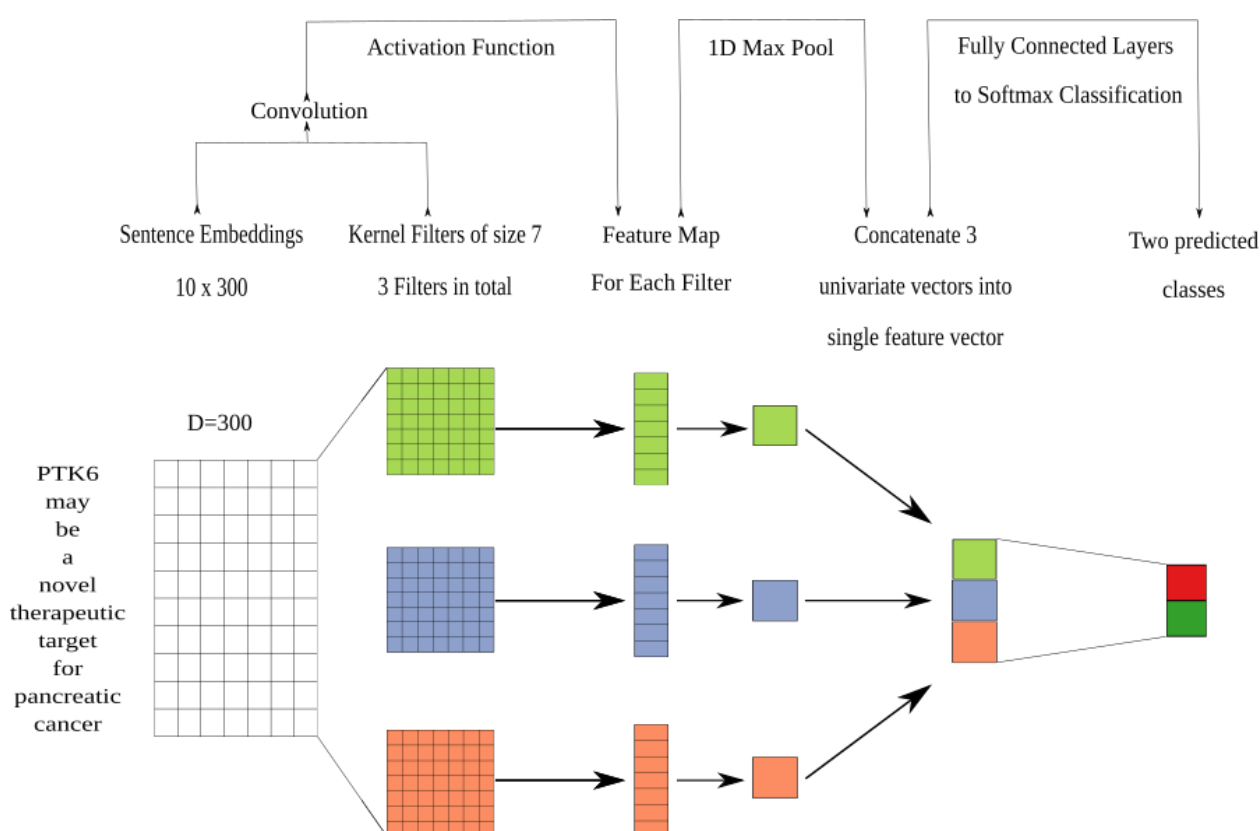 Activation Function
1D Max Pool
Fully Connected Layers
to Softmax Classification
Convolution
Sentence Embeddings
10 x 300
Kernel Filters of size 7
3 Filters in total
Feature Map
For Each Filter
Concatenate 3
univariate vectors into
single feature vector
Two predicted
classes
D=300
PTK6
may
be
a
novel
therapeutic
target
for
pancreatic
cancer